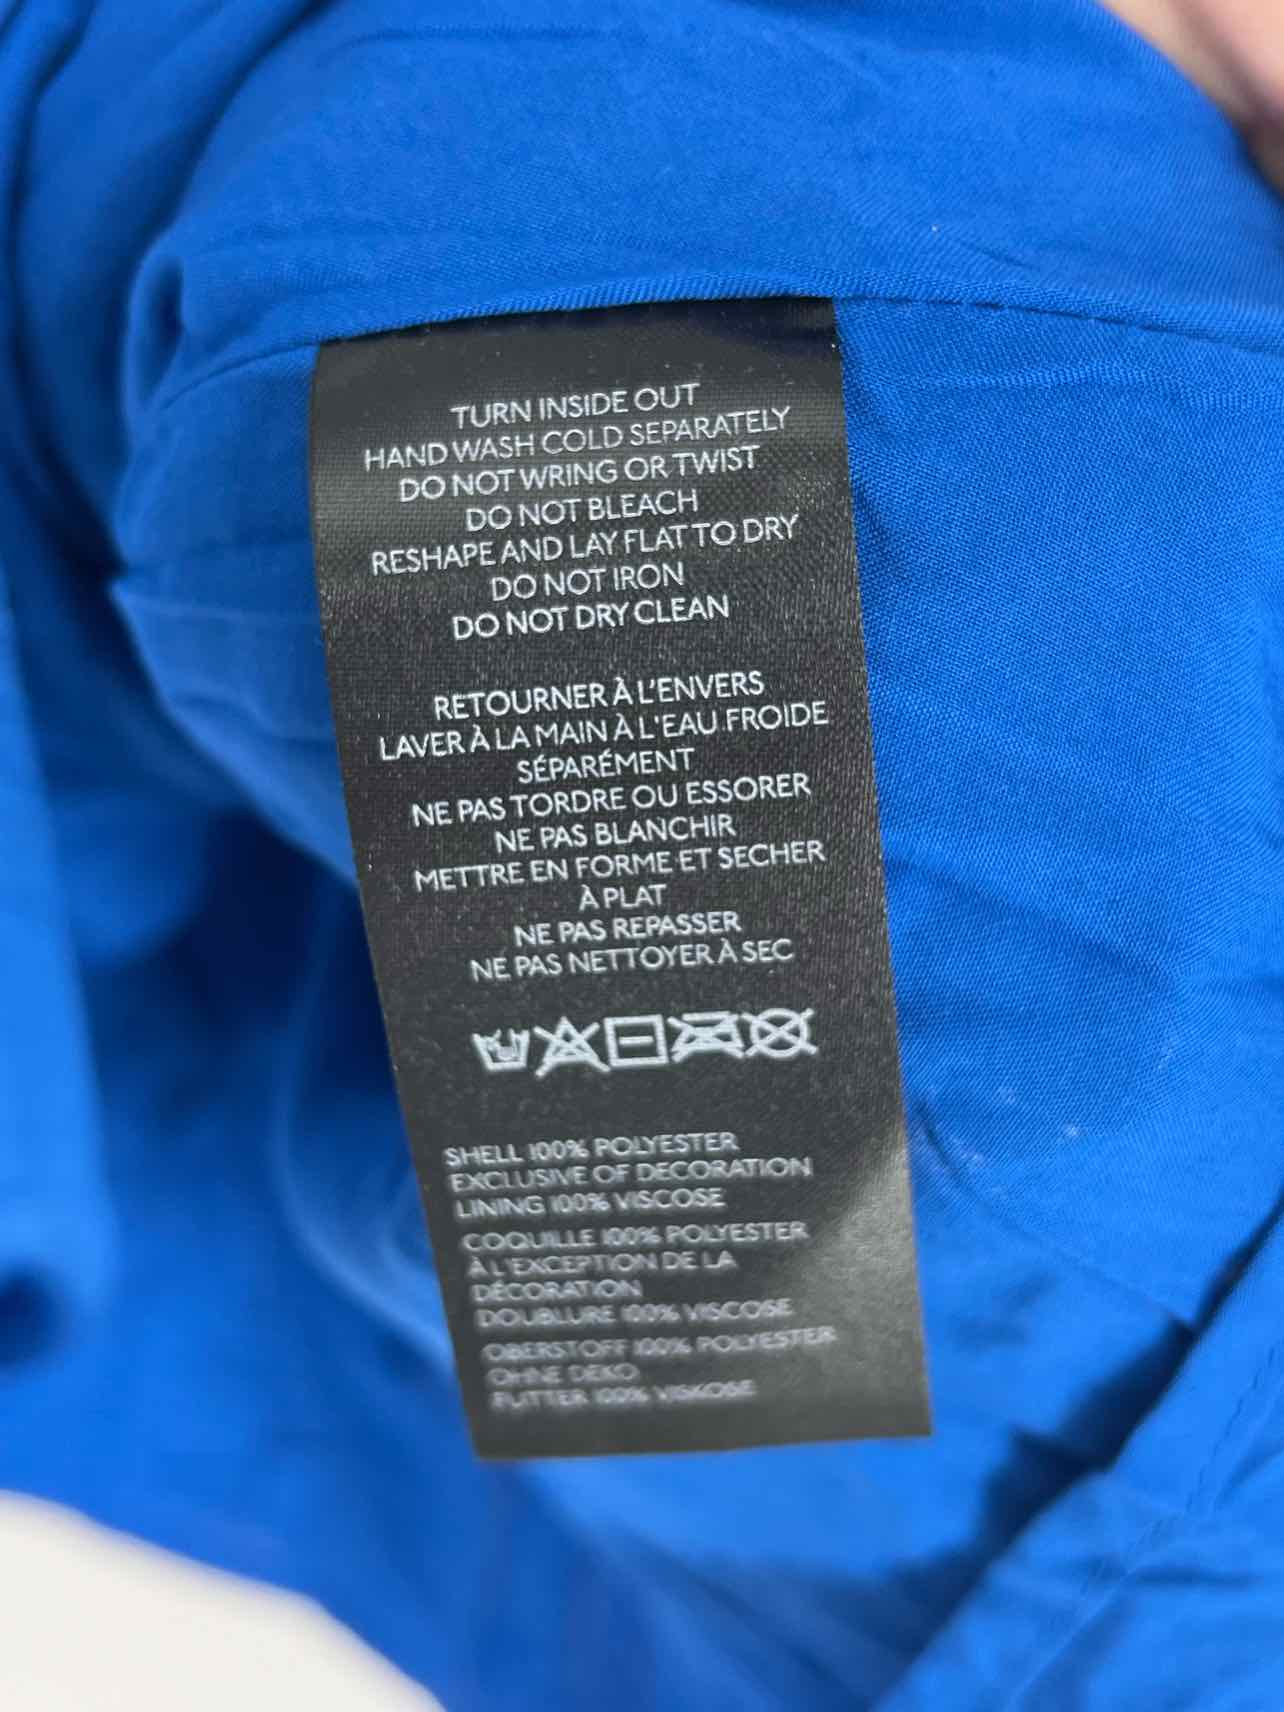 TURN INSIDE OUT
HAND WASH COLD SEPARATELY
DO NOT WRING OR TWIST
DO NOT BLEACH
RESHAPE AND LAY FLAT TO DRY
DO NOT IRON
DO NOT DRY CLEAN
RETOURNER À L'ENVERS
LAVER À LA MAIN À L'EAU FROIDE
SÉPARÉMENT
NE PAS TORDRE OU ESSORER
NE PAS BLANCHIR
METTRE EN FORME ET SECHER
À PLAT
NE PAS REPASSER
NE PAS NETTOYER À SEC
SHELL 100% POLYESTER
EXCLUSIVE OF DECORATION
LINING 100% VISCOSE
COQUILLE 100% POLYESTER
À L'EXCEPTION DE LA
DÉCORATION
DOUBLURE 100% VISCOSE
OBERSTOFF 100% POLYESTER
OHNE DEKO
FUTTER 100% VISKOSE